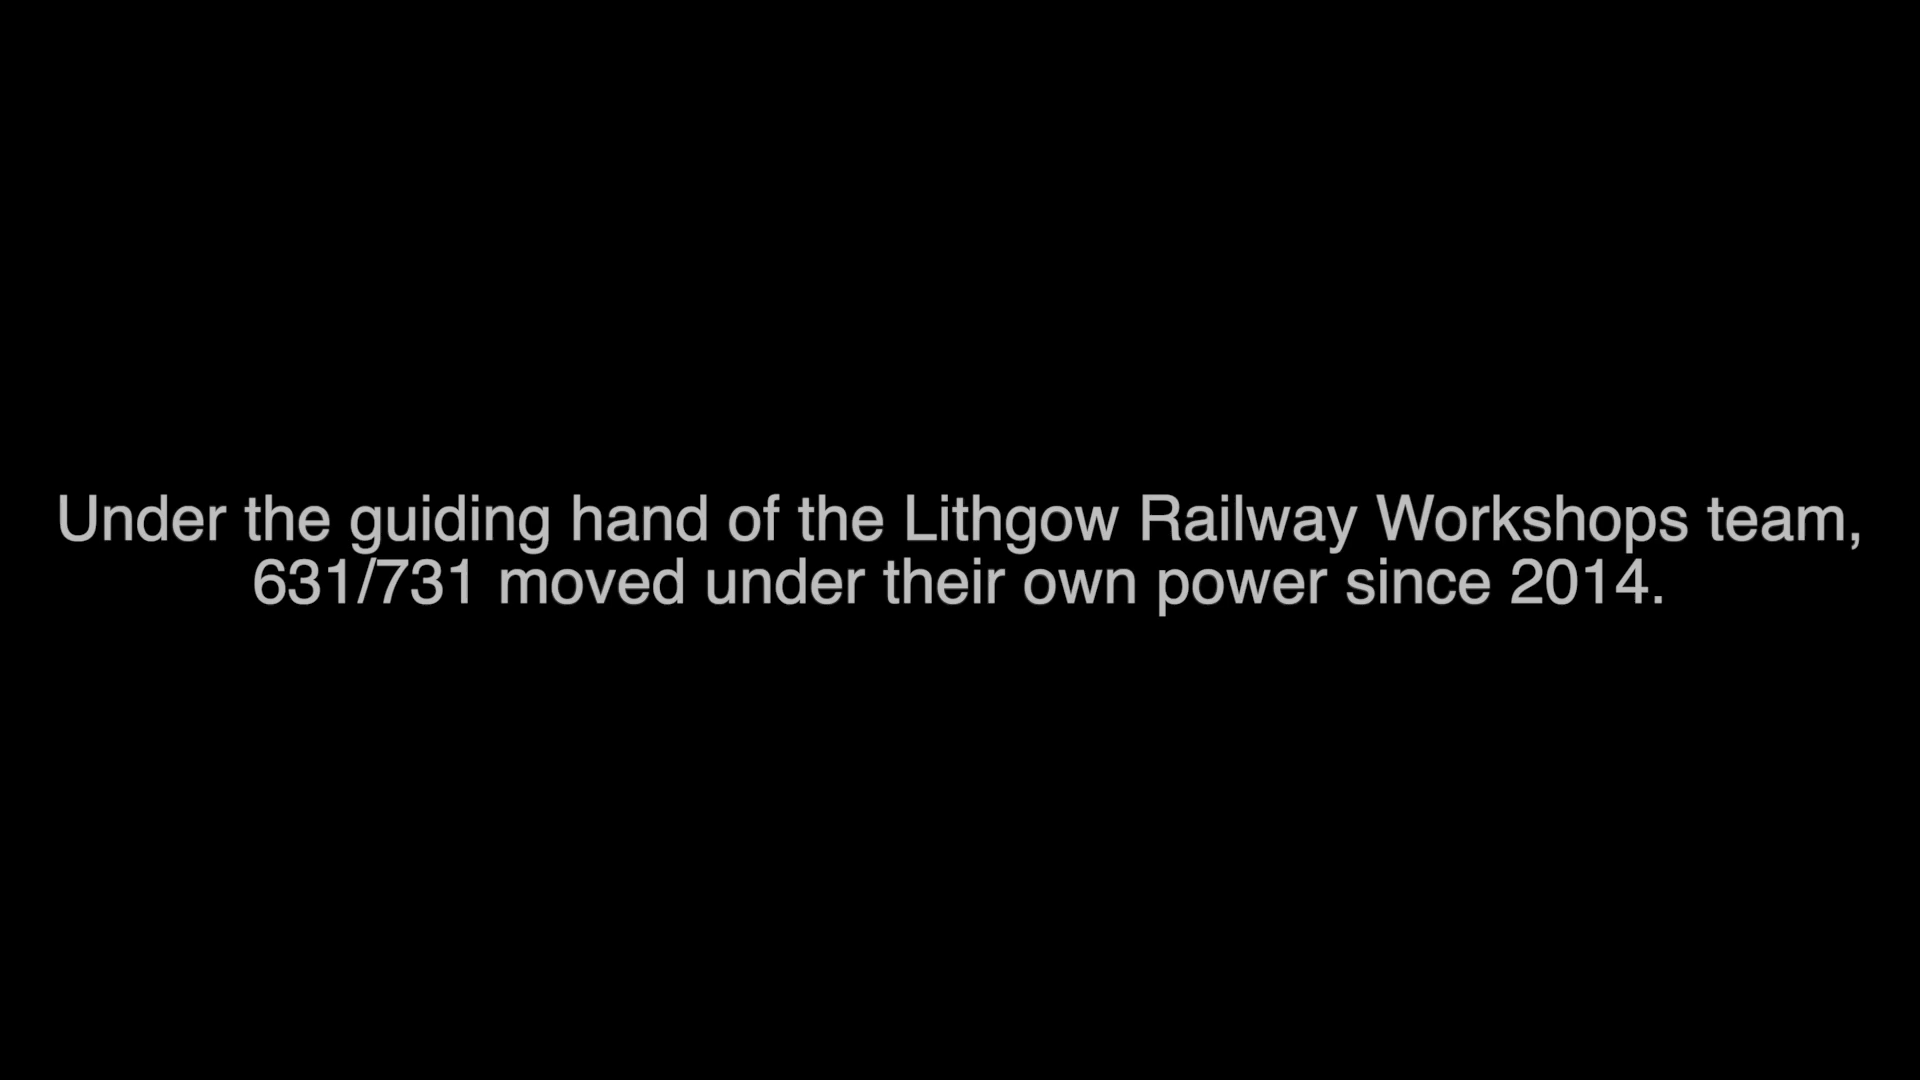 Under the guiding hand of the Lithgow Railway Workshops team,
631/731 moved under their own power since 2014.